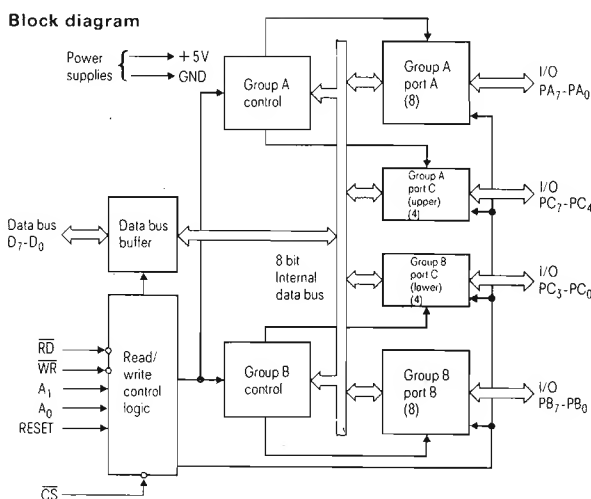 Block diagram
Power
supplies
+5V
GND
Group A
control
Group A
port A
(8)
I/O
PA7-PA0
Group A
port C
(upper)
(4)
I/O
PC7-PC4
Data bus
D7-D0
Data bus
buffer
8 bit
Internal
data bus
Group B
port C
(lower)
(4)
I/O
PC3-PC0
RD
WR
A1
A0
RESET
CS
Read/
write
control
logic
Group B
control
Group B
port B
(8)
I/O
PB7-PB0